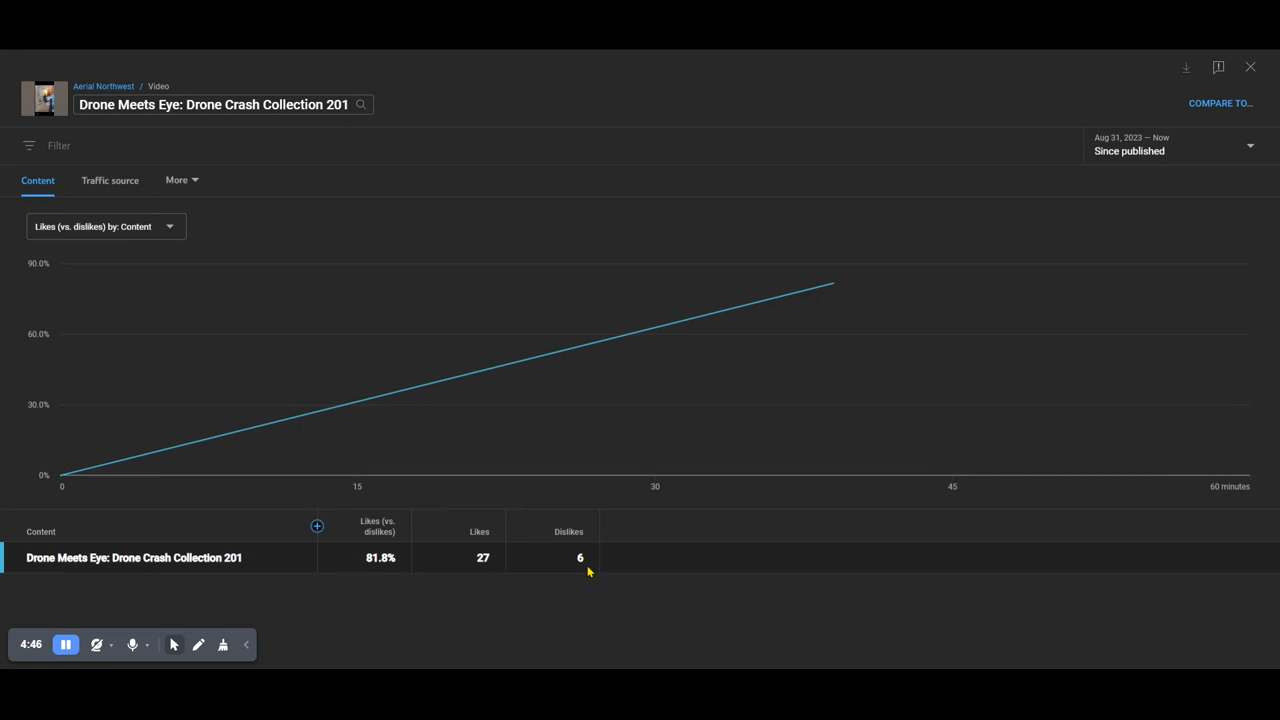 Aerial Northwest / Video
Drone Meets Eye: Drone Crash Collection 201
COMPARE TO...
Filter
Aug 31, 2023 — Now
Since published
Content
Traffic source
More
Likes (vs. dislikes) by: Content
90.0%
60.0%
30.0%
0%
0 15 30 45 60 minutes
Content
Likes (vs. dislikes)
Likes
Dislikes
Drone Meets Eye: Drone Crash Collection 201 81.8% 27 6
4:46